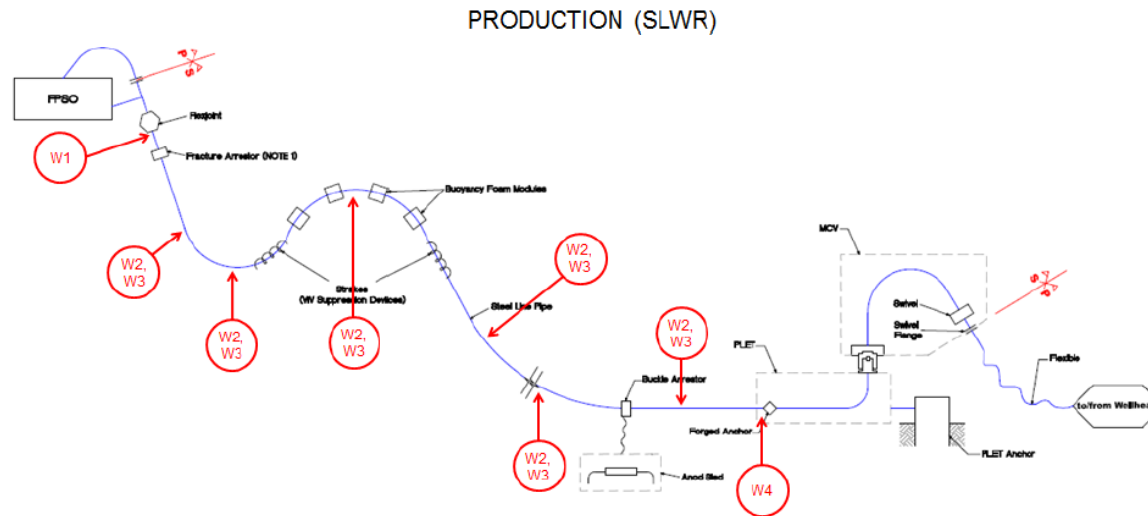 PRODUCTION (SLWR)
P
S
FPSO
Flexjoint
W1
Fracture Arrestor (NOTE 1)
Buoyancy Foam Modules
MCV
W2,
W3
Strakes
(VIV Suppression Devices)
W2,
W3
S
P
Swivel
Swivel
Flange
Steel Line Pipe
W2,
W3
W2,
W3
W2,
W3
PLET
Flexible
Buckle Arrestor
to/from Wellhea
Forged Anchor
W2,
W3
Anod Sled
W4
PLET Anchor